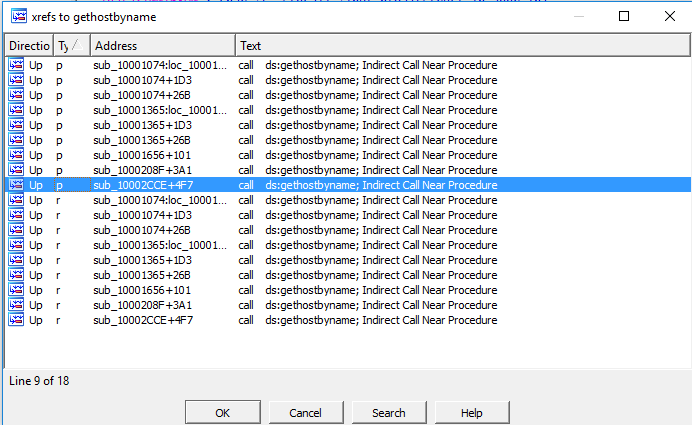 xrefs to gethostbyname
Directio Ty Address Text
Up p sub_10001074:loc_10001... call ds:gethostbyname; Indirect Call Near Procedure
Up p sub_10001074+1D3 call ds:gethostbyname; Indirect Call Near Procedure
Up p sub_10001074+26B call ds:gethostbyname; Indirect Call Near Procedure
Up p sub_10001365:loc_10001... call ds:gethostbyname; Indirect Call Near Procedure
Up p sub_10001365+1D3 call ds:gethostbyname; Indirect Call Near Procedure
Up p sub_10001365+26B call ds:gethostbyname; Indirect Call Near Procedure
Up p sub_10001656+101 call ds:gethostbyname; Indirect Call Near Procedure
Up p sub_1000208F+3A1 call ds:gethostbyname; Indirect Call Near Procedure
Up p sub_10002CCE+4F7 call ds:gethostbyname; Indirect Call Near Procedure
Up r sub_10001074:loc_10001... call ds:gethostbyname; Indirect Call Near Procedure
Up r sub_10001074+1D3 call ds:gethostbyname; Indirect Call Near Procedure
Up r sub_10001074+26B call ds:gethostbyname; Indirect Call Near Procedure
Up r sub_10001365:loc_10001... call ds:gethostbyname; Indirect Call Near Procedure
Up r sub_10001365+1D3 call ds:gethostbyname; Indirect Call Near Procedure
Up r sub_10001365+26B call ds:gethostbyname; Indirect Call Near Procedure
Up r sub_10001656+101 call ds:gethostbyname; Indirect Call Near Procedure
Up r sub_1000208F+3A1 call ds:gethostbyname; Indirect Call Near Procedure
Up r sub_10002CCE+4F7 call ds:gethostbyname; Indirect Call Near Procedure
Line 9 of 18
OK Cancel Search Help